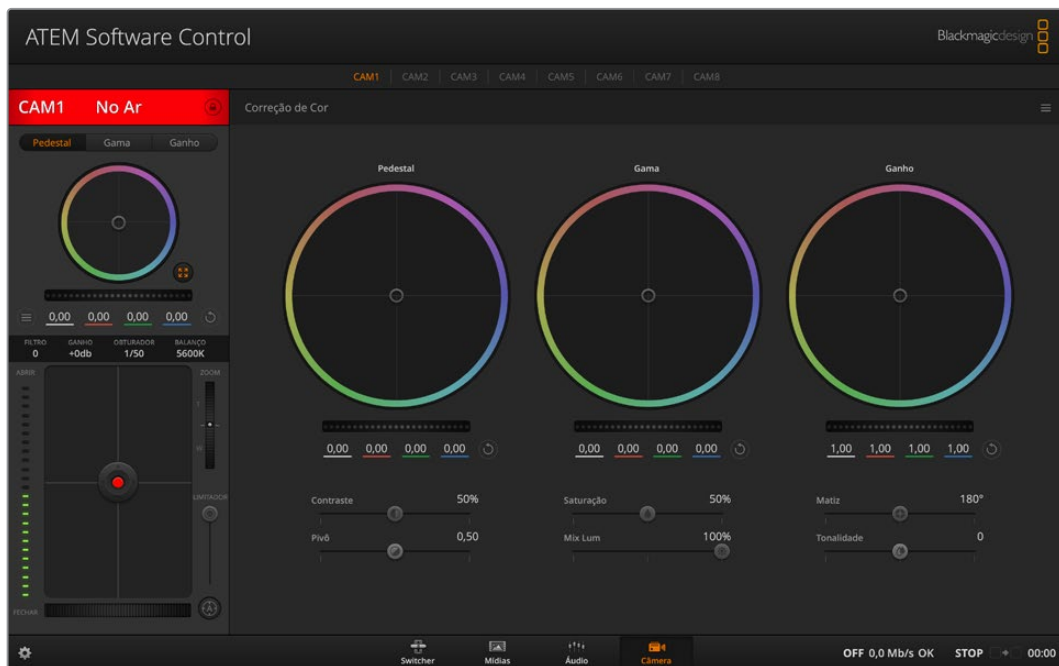 ATEM Software Control
Blackmagicdesign
CAM1 CAM2 CAM3 CAM4 CAM5 CAM6 CAM7 CAM8
CAM1 No Ar
Correção de Cor
Pedestal Gama Ganho
Pedestal Gama Ganho
0,00 0,00 0,00 0,00
FILTRO GANHO OBTURADOR BALANÇO
0 +0db 1/50 5600K
ABRIR ZOOM
T
W
LIMITADOR
FECHAR
0,00 0,00 0,00 0,00
0,00 0,00 0,00 0,00
1,00 1,00 1,00 1,00
Contraste 50%
Saturação 50%
Matiz 180°
Pivô 0,50
Mix Lum 100%
Tonalidade 0
Switcher Mídias Áudio Câmera
OFF 0,0 Mb/s OK STOP 00:00